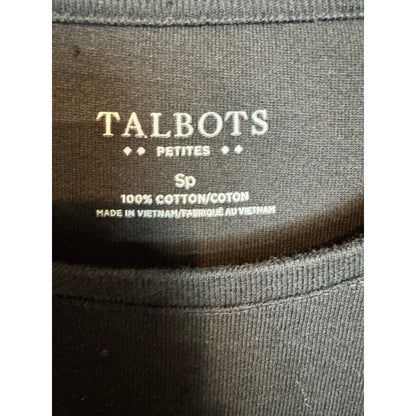 TALBOTS
◆◆ PETITES ◆◆
Sp
100% COTTON/COTON
MADE IN VIETNAM/FABRIQUÉ AU VIETNAM